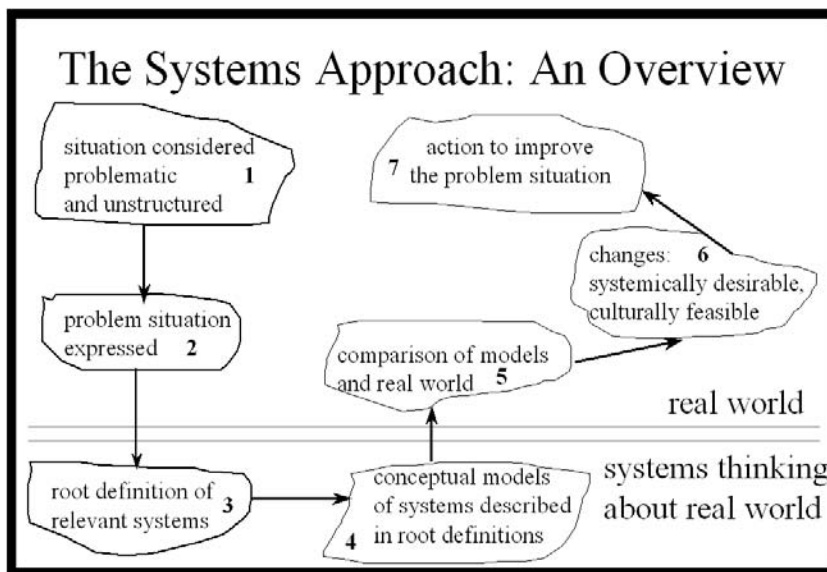 The Systems Approach: An Overview
situation considered
problematic 1
and unstructured
problem situation
expressed 2
root definition of
relevant systems 3
conceptual models
of systems described
4 in root definitions
comparison of models
and real world 5
changes: 6
systemically desirable,
culturally feasible
action to improve
7 the problem situation
real world
systems thinking
about real world